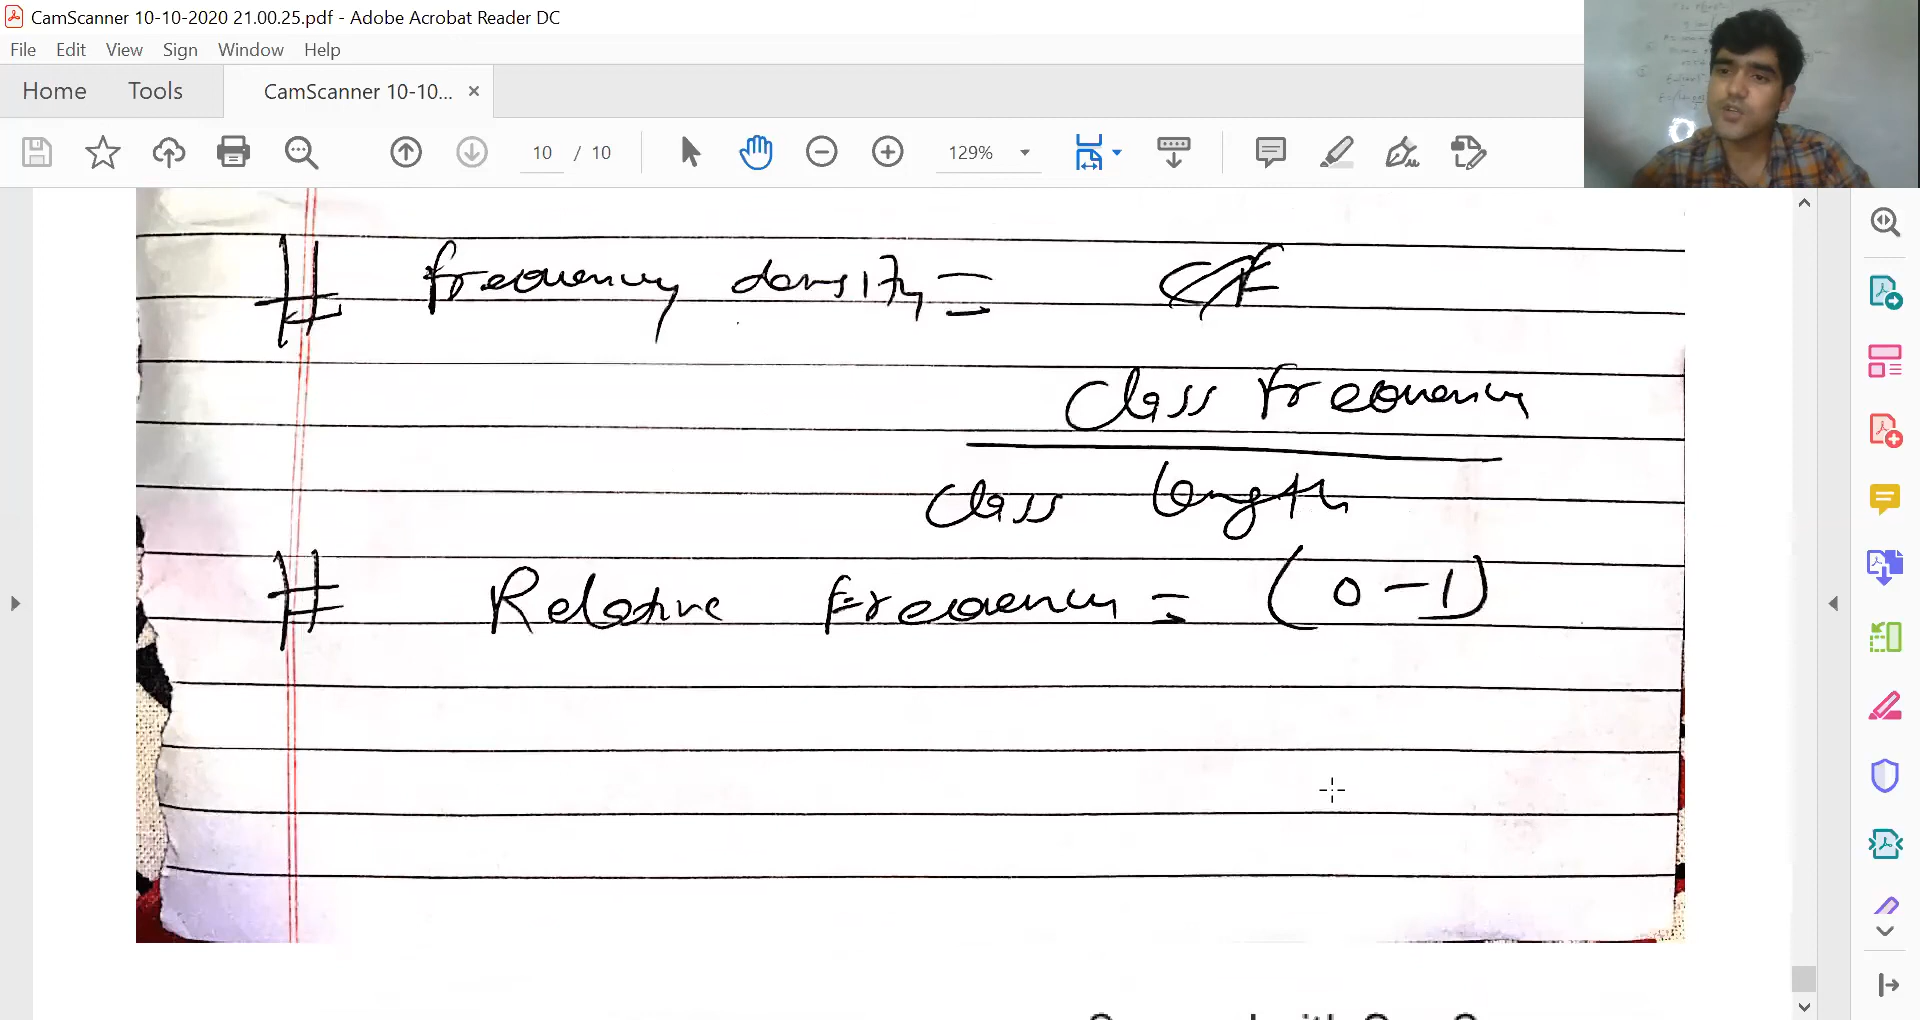 CamScanner 10-10-2020 21.00.25.pdf - Adobe Acrobat Reader DC
File Edit View Sign Window Help
Home Tools CamScanner 10-10... ×
10 / 10 129%
# frequency density =
Class frequency
Class length
# Relative Frequency = (0-1)